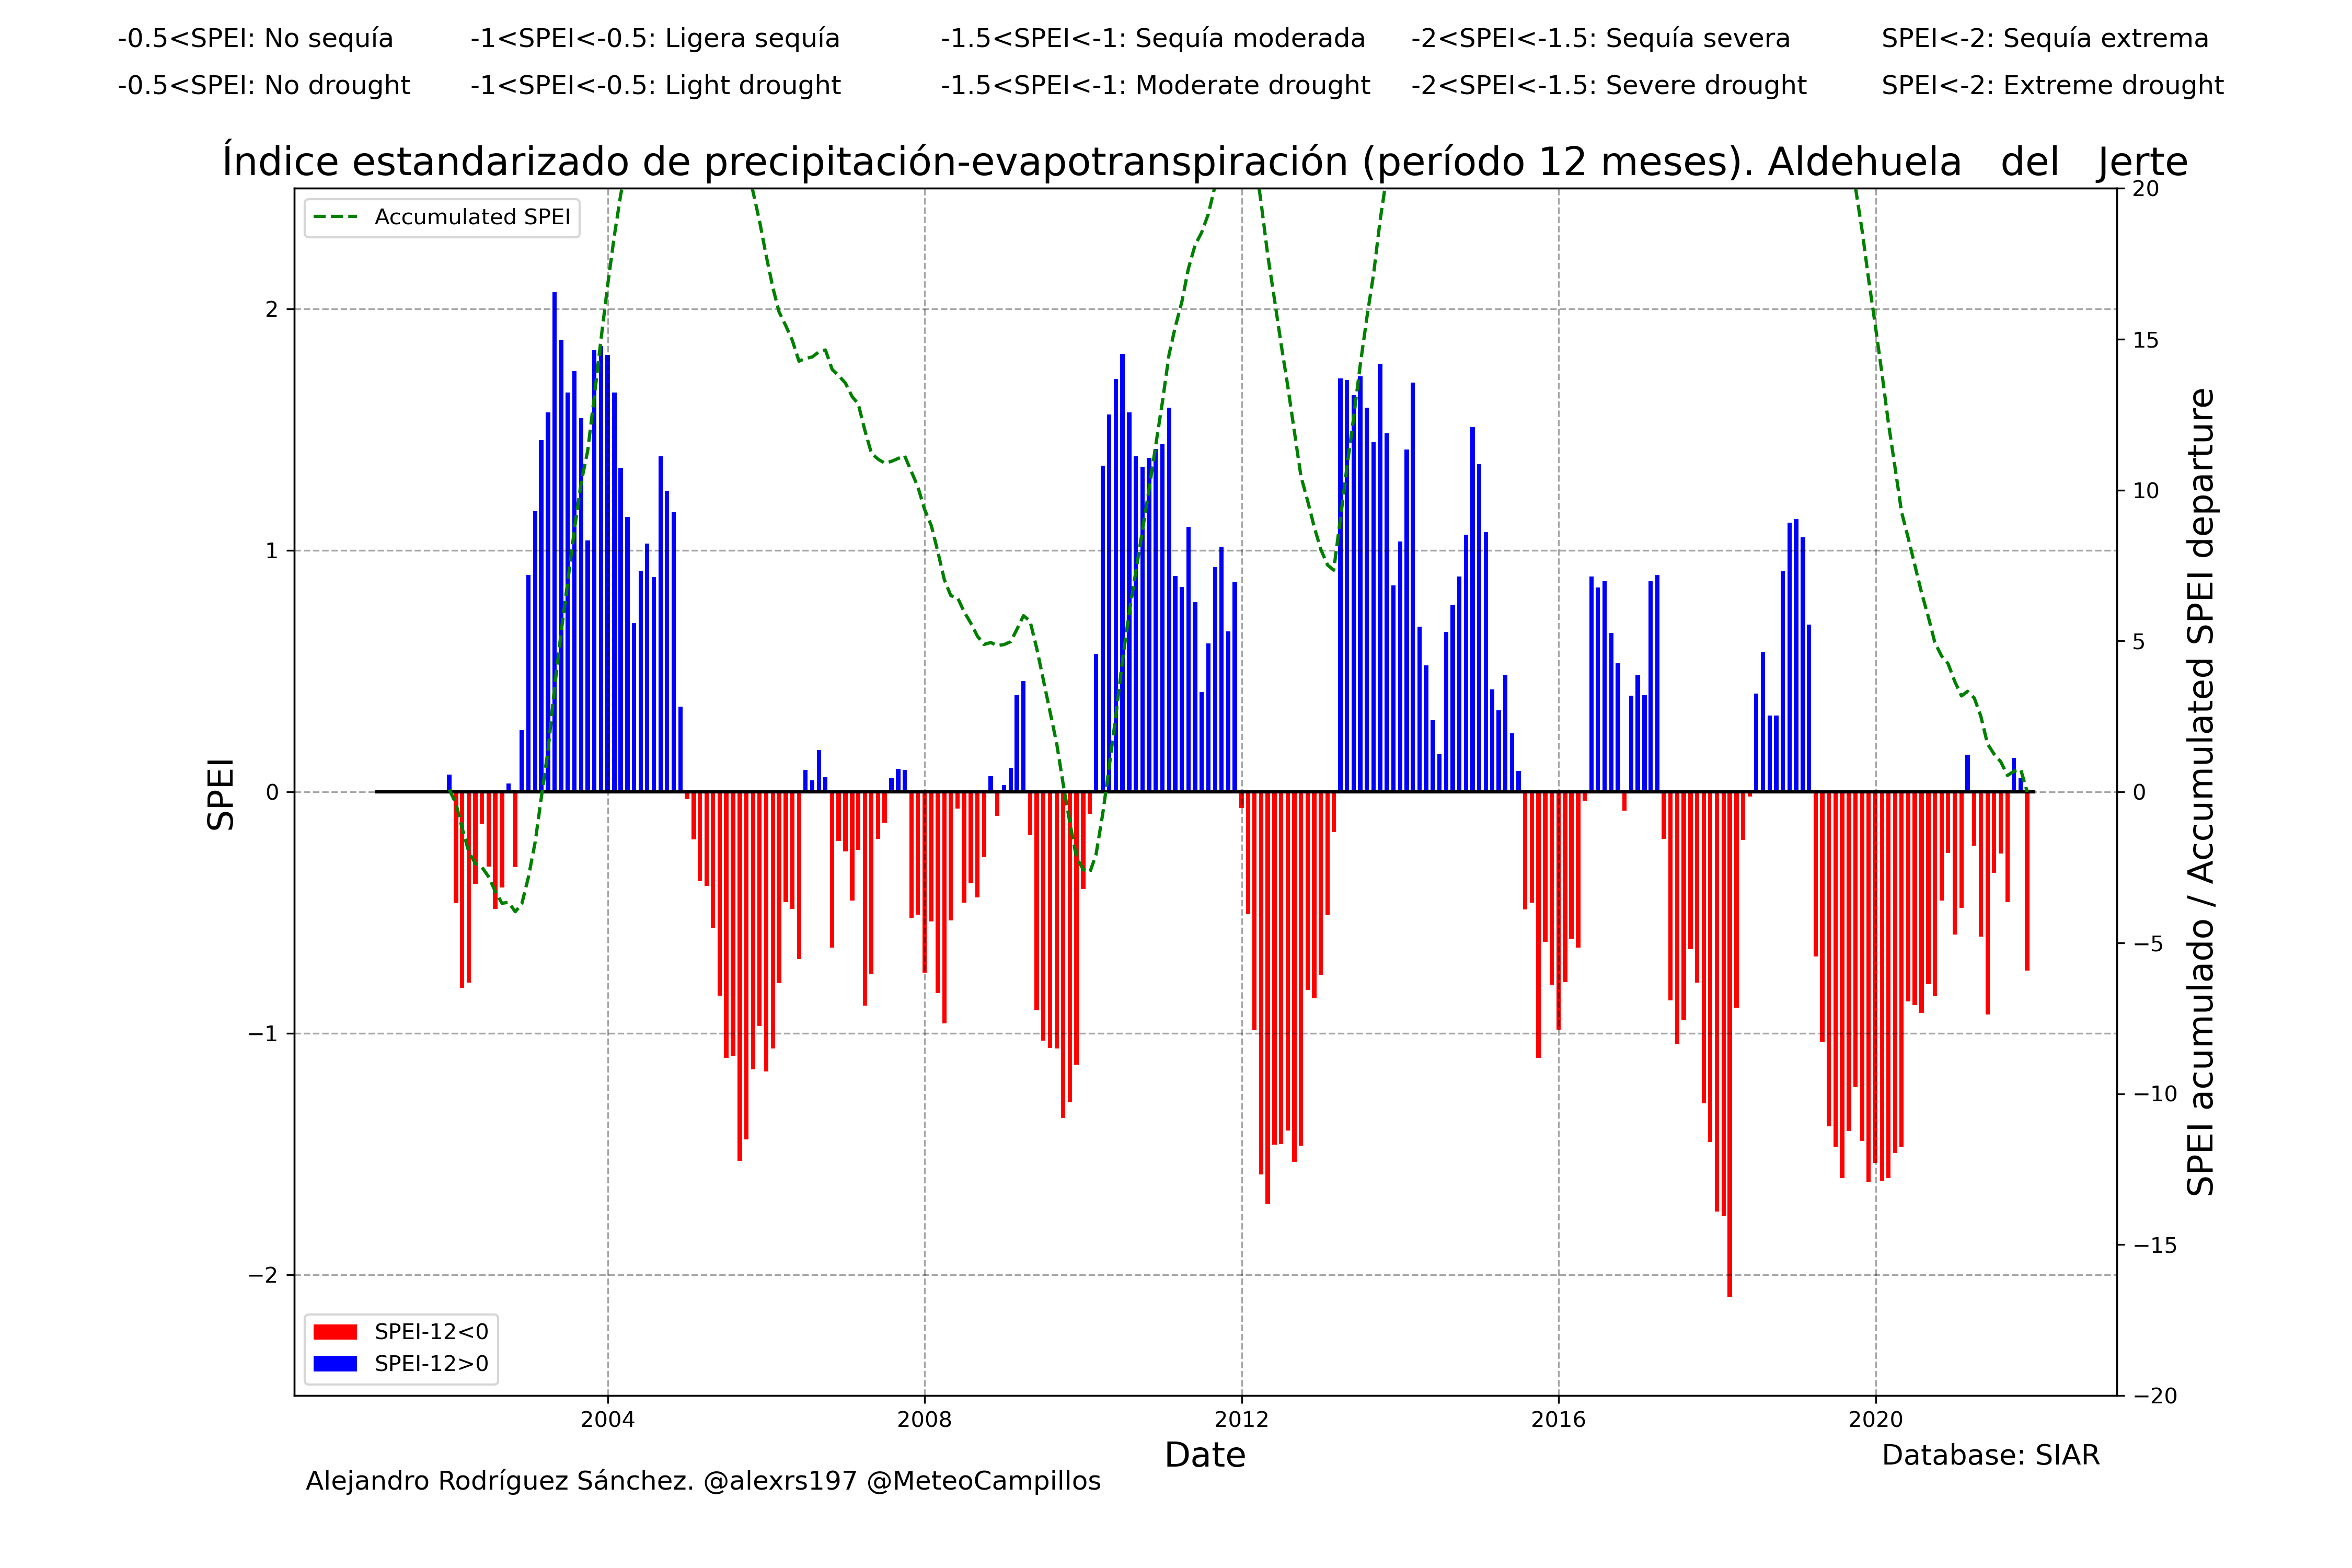 -0.5<SPEI: No sequía -1<SPEI<-0.5: Ligera sequía -1.5<SPEI<-1: Sequía moderada -2<SPEI<-1.5: Sequía severa SPEI<-2: Sequía extrema
-0.5<SPEI: No drought -1<SPEI<-0.5: Light drought -1.5<SPEI<-1: Moderate drought -2<SPEI<-1.5: Severe drought SPEI<-2: Extreme drought
Índice estandarizado de precipitación-evapotranspiración (período 12 meses). Aldehuela del Jerte
Accumulated SPEI
SPEI
2
1
0
−1
−2
20
15
10
5
0
−5
−10
−15
−20
SPEI acumulado / Accumulated SPEI departure
SPEI-12<0
SPEI-12>0
2004 2008 2012 2016 2020
Date
Database: SIAR
Alejandro Rodríguez Sánchez. @alexrs197 @MeteoCampillos